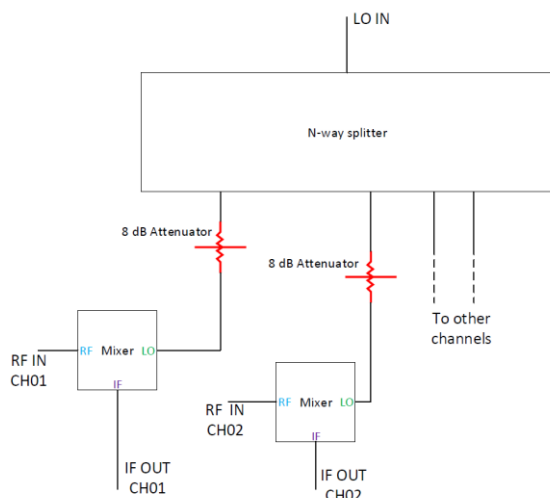 LO IN
N-way splitter
8 dB Attenuator
8 dB Attenuator
To other
channels
RF Mixer LO
IF
RF IN
CH01
RF Mixer LO
IF
RF IN
CH02
IF OUT
CH01
IF OUT
CH02